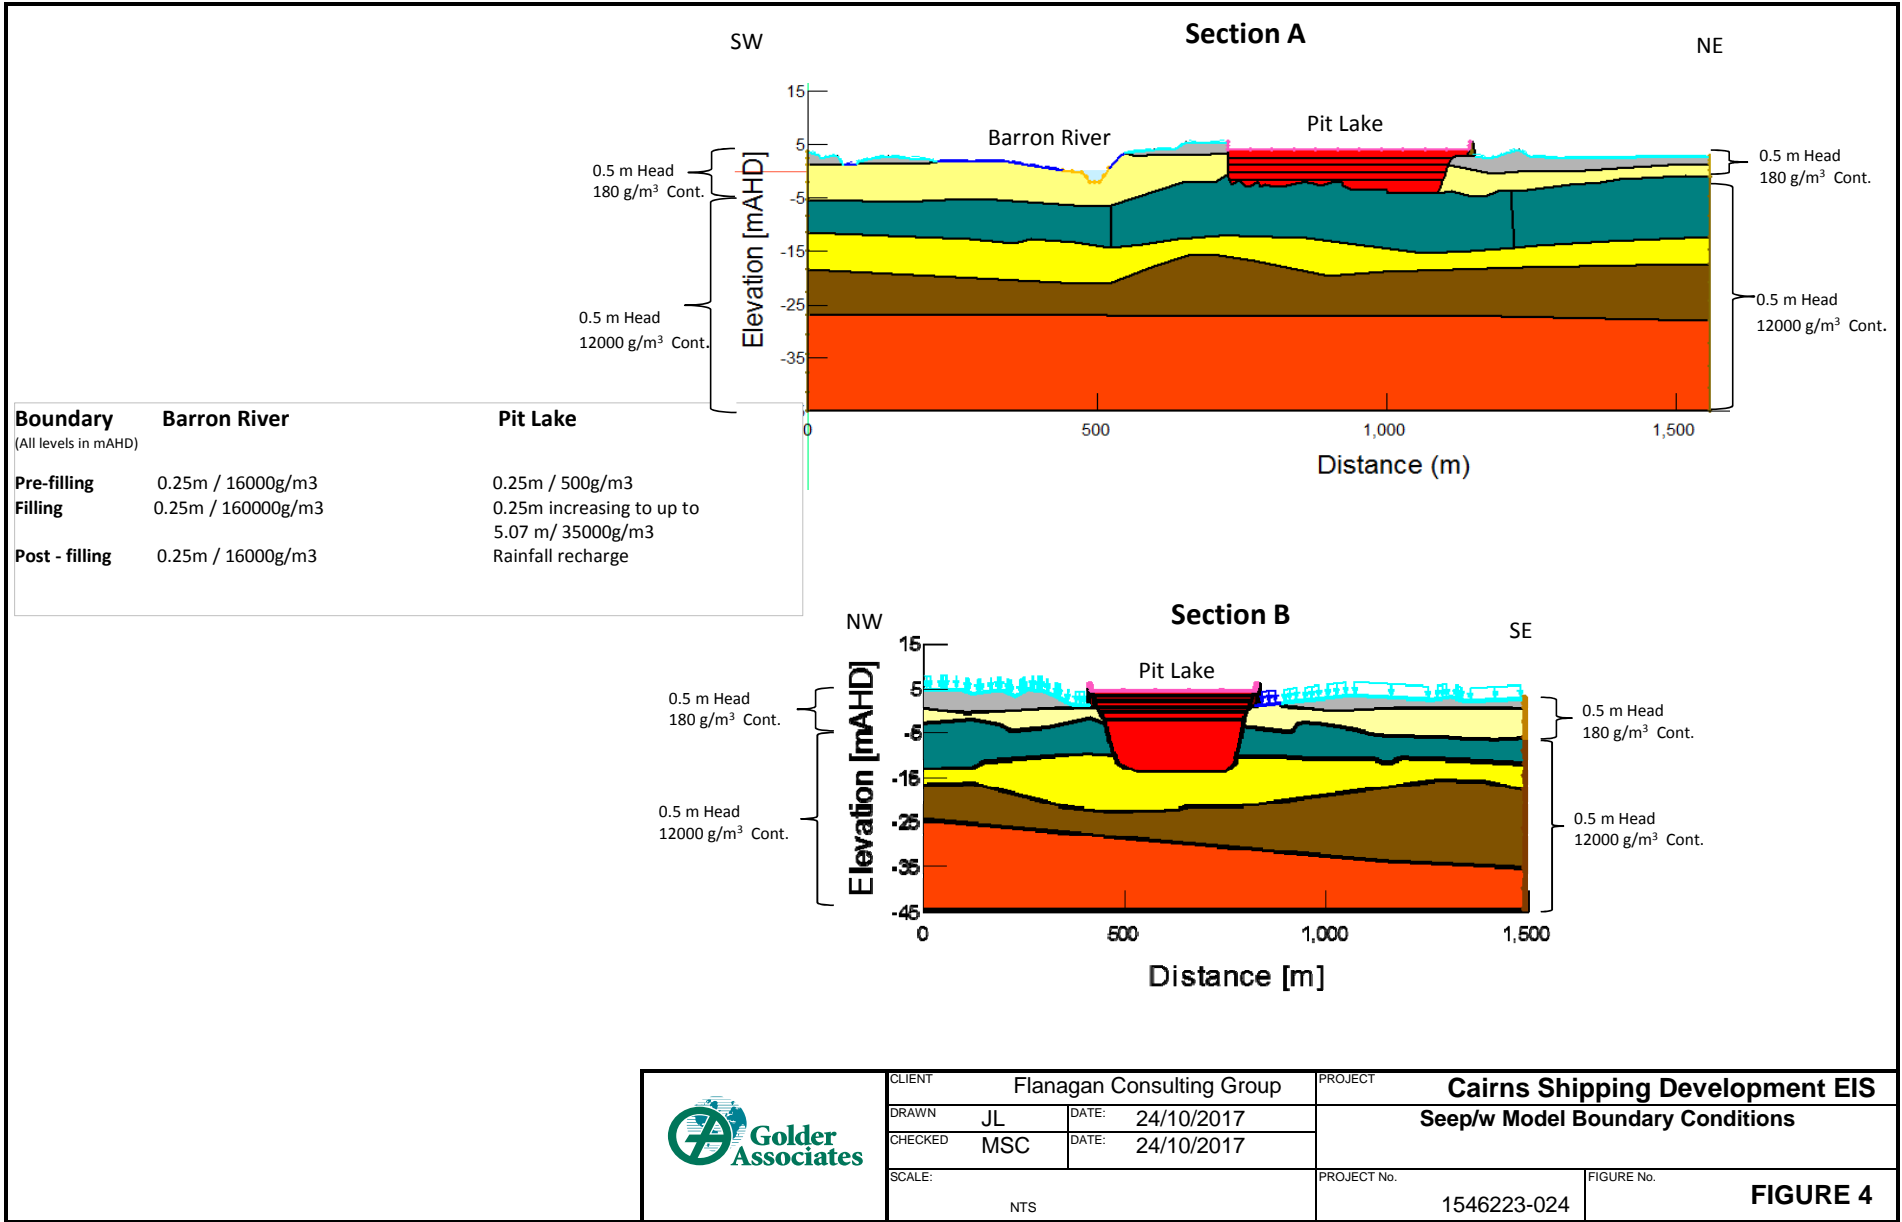 Section A
SW
NE
15
5
-5
-15
-25
-35
Elevation [mAHD]
Barron River
Pit Lake
0.5 m Head
180 g/m³ Cont.
0.5 m Head
12000 g/m³ Cont.
0.5 m Head
180 g/m³ Cont.
0.5 m Head
12000 g/m³ Cont.
0
500
1,000
1,500
Distance (m)
Boundary Barron River Pit Lake
(All levels in mAHD)
Pre-filling 0.25m / 16000g/m3 0.25m / 500g/m3
Filling 0.25m / 160000g/m3 0.25m increasing to up to
5.07 m/ 35000g/m3
Post - filling 0.25m / 16000g/m3 Rainfall recharge
Section B
NW
SE
15
5
-5
-15
-25
-35
-45
Elevation [mAHD]
Pit Lake
0.5 m Head
180 g/m³ Cont.
0.5 m Head
12000 g/m³ Cont.
0.5 m Head
180 g/m³ Cont.
0.5 m Head
12000 g/m³ Cont.
0
500
1,000
1,500
Distance [m]
Golder
Associates
CLIENT Flanagan Consulting Group
DRAWN JL DATE: 24/10/2017
CHECKED MSC DATE: 24/10/2017
SCALE:
NTS
PROJECT Cairns Shipping Development EIS
Seep/w Model Boundary Conditions
PROJECT No.
1546223-024
FIGURE No.
FIGURE 4